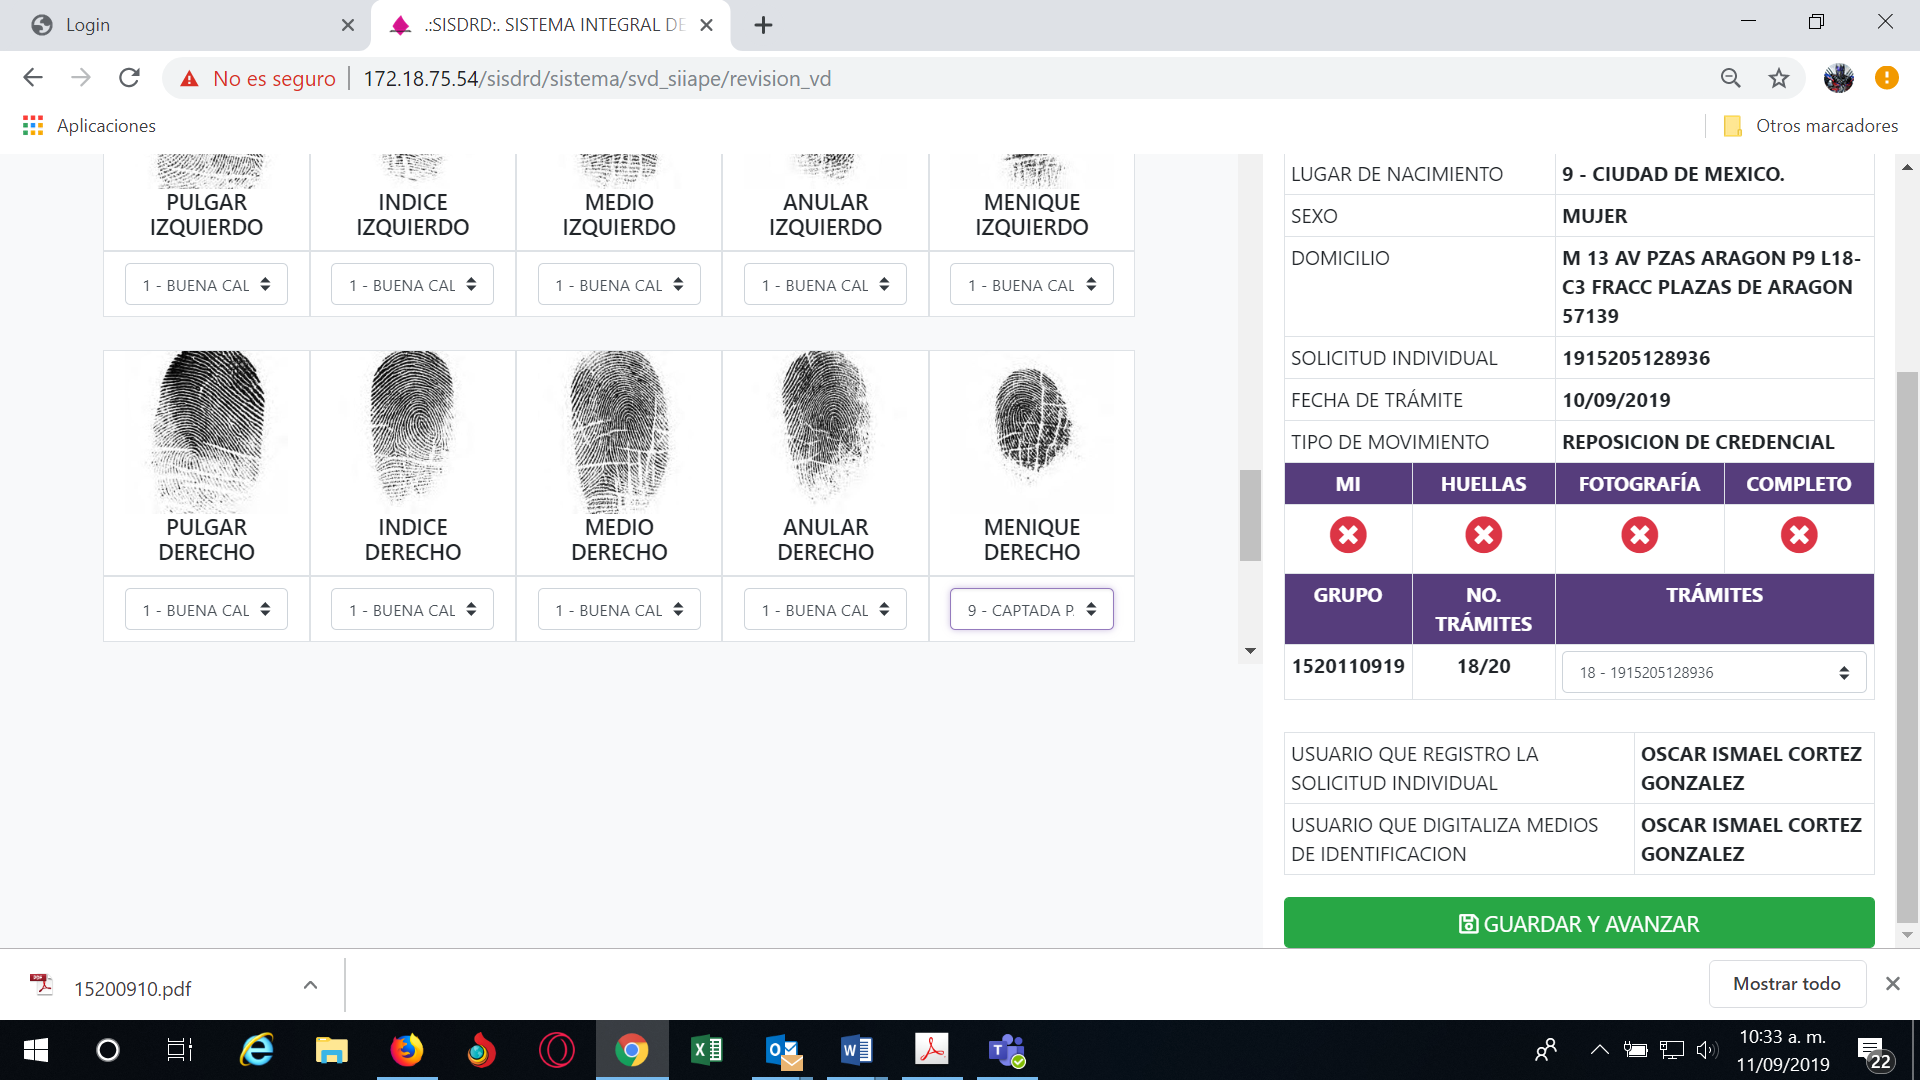 Login
.:SISDRD:. SISTEMA INTEGRAL DE
No es seguro
172.18.75.54/sisdrd/sistema/svd_siiape/revision_vd
Aplicaciones
Otros marcadores
PULGAR IZQUIERDO
INDICE IZQUIERDO
MEDIO IZQUIERDO
ANULAR IZQUIERDO
MENIQUE IZQUIERDO
1 - BUENA CAL
1 - BUENA CAL
1 - BUENA CAL
1 - BUENA CAL
1 - BUENA CAL
PULGAR DERECHO
INDICE DERECHO
MEDIO DERECHO
ANULAR DERECHO
MENIQUE DERECHO
1 - BUENA CAL
1 - BUENA CAL
1 - BUENA CAL
1 - BUENA CAL
9 - CAPTADA P.
LUGAR DE NACIMIENTO
9 - CIUDAD DE MEXICO.
SEXO
MUJER
DOMICILIO
M 13 AV PZAS ARAGON P9 L18-
C3 FRACC PLAZAS DE ARAGON
57139
SOLICITUD INDIVIDUAL
1915205128936
FECHA DE TRÁMITE
10/09/2019
TIPO DE MOVIMIENTO
REPOSICION DE CREDENCIAL
MI
HUELLAS
FOTOGRAFÍA
COMPLETO
GRUPO
NO. TRÁMITES
TRÁMITES
1520110919
18/20
18 - 1915205128936
USUARIO QUE REGISTRO LA
SOLICITUD INDIVIDUAL
OSCAR ISMAEL CORTEZ
GONZALEZ
USUARIO QUE DIGITALIZA MEDIOS
DE IDENTIFICACION
OSCAR ISMAEL CORTEZ
GONZALEZ
GUARDAR Y AVANZAR
15200910.pdf
Mostrar todo
10:33 a. m.
11/09/2019
22